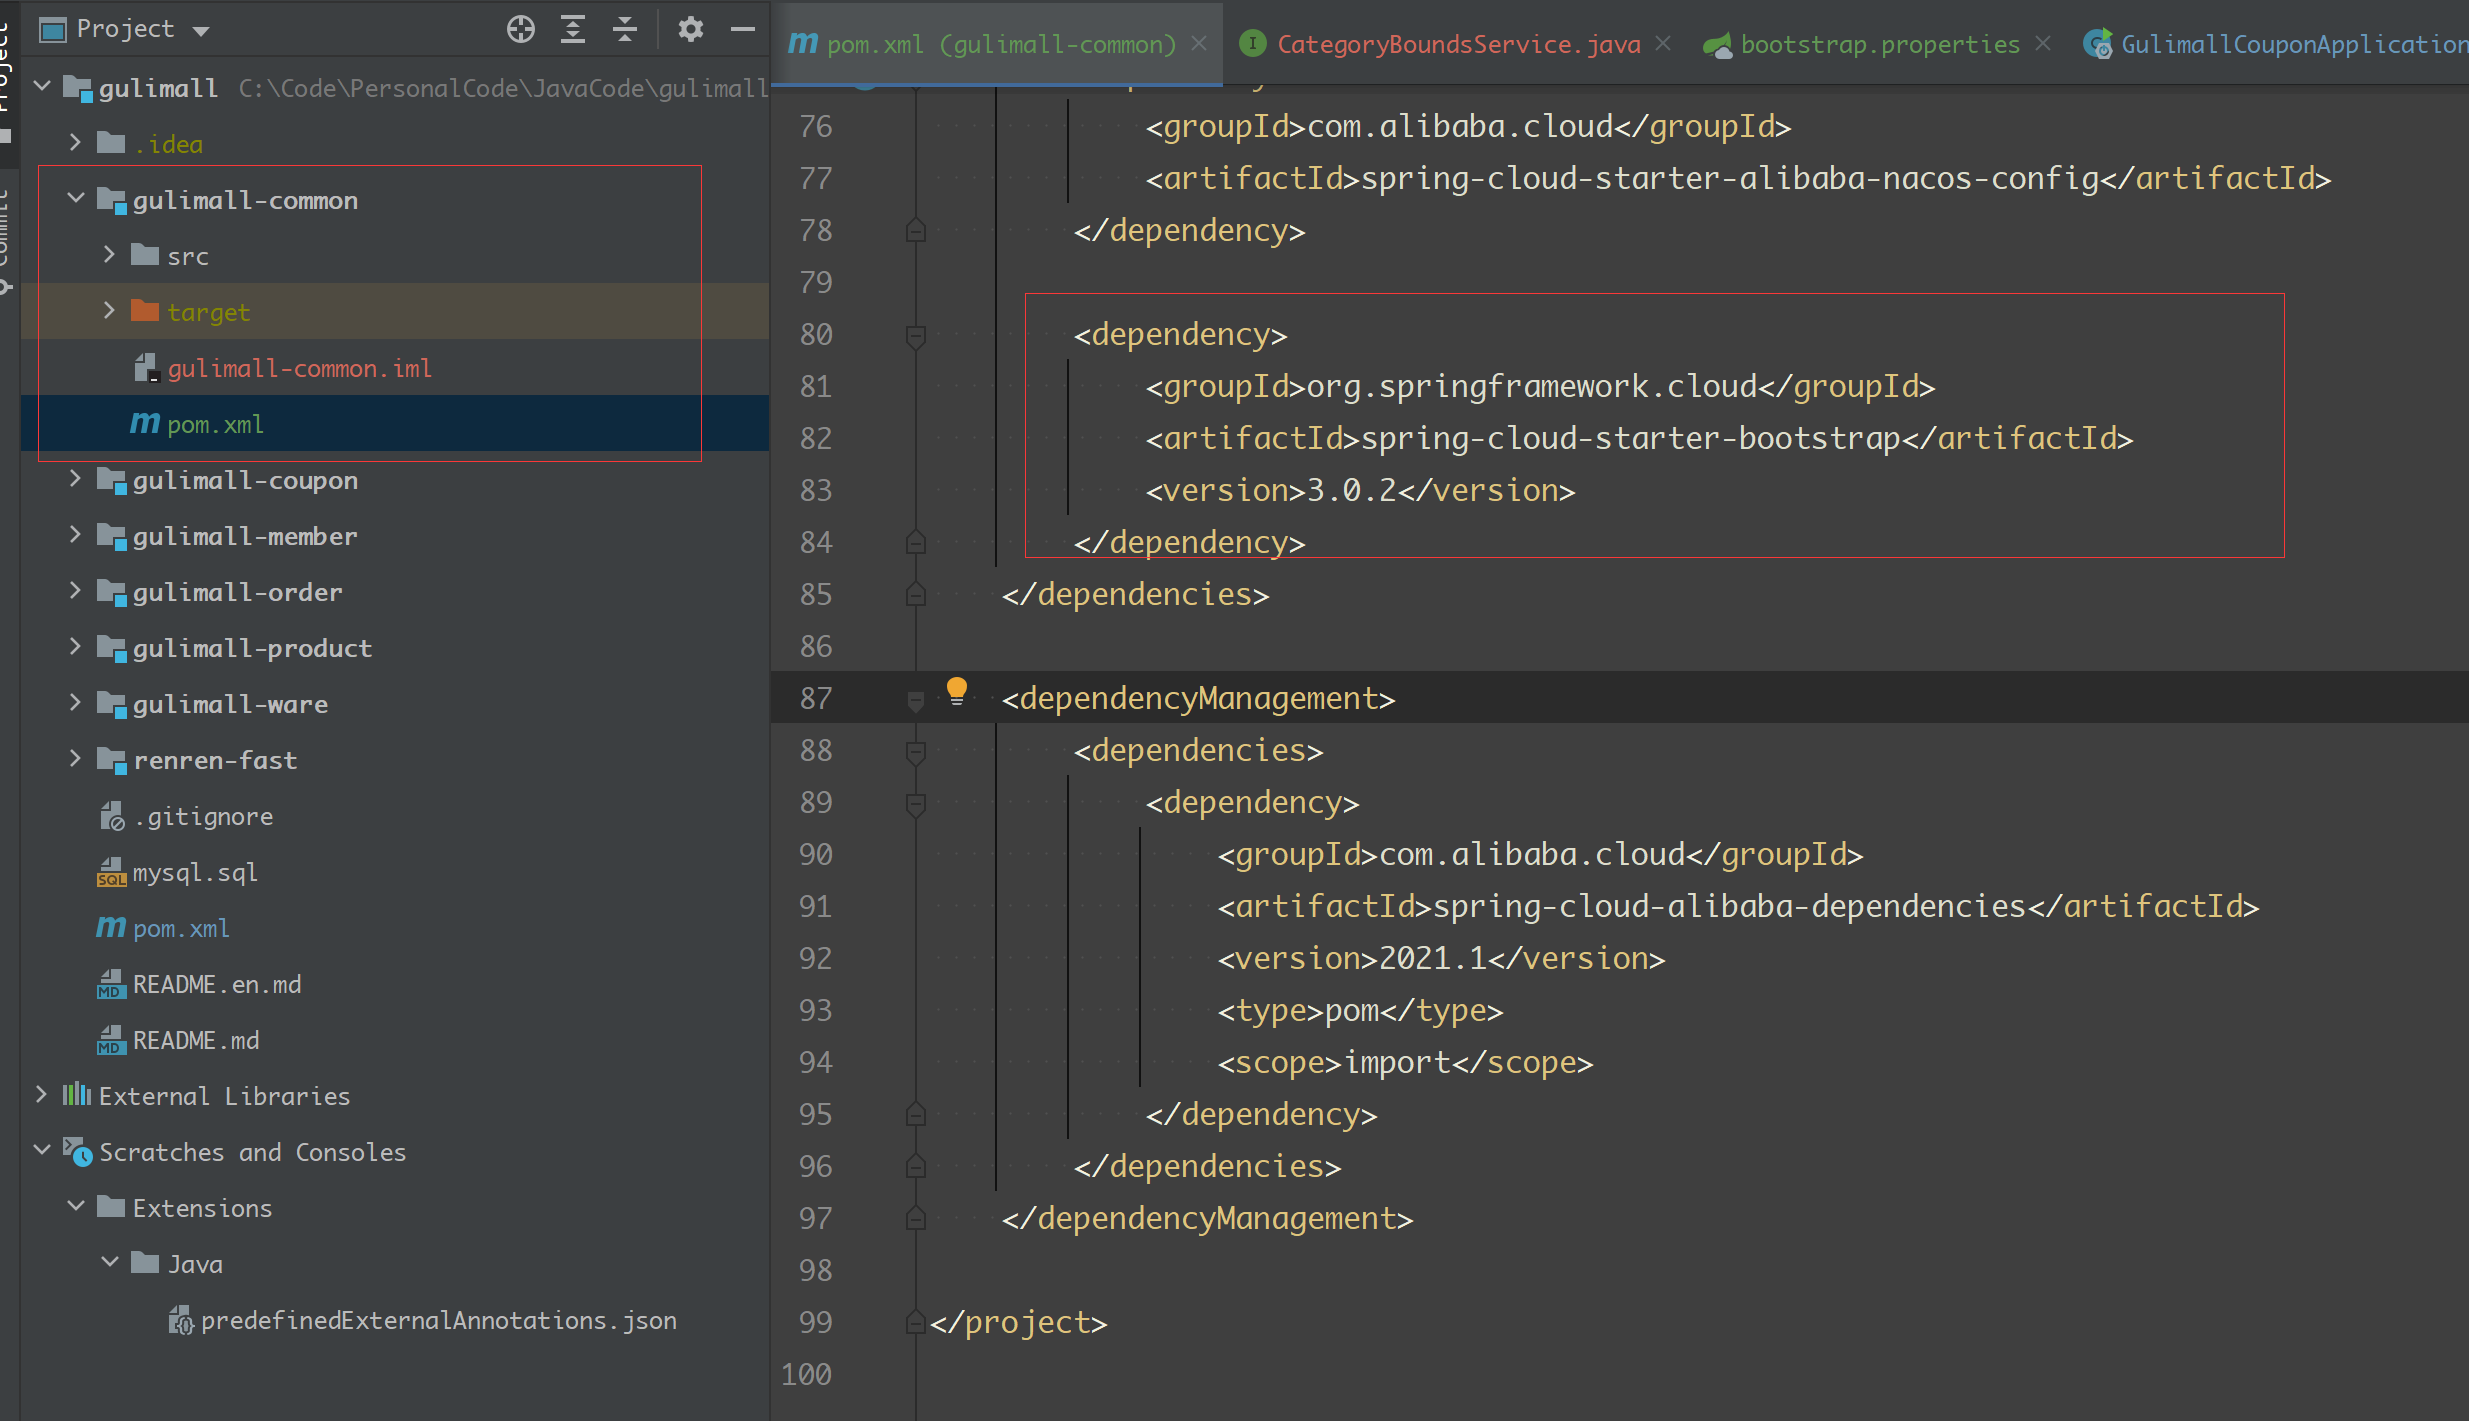 Project
Project
Commit
gulimall C:\Code\PersonalCode\JavaCode\gulimall
.idea
gulimall-common
src
target
gulimall-common.iml
pom.xml
gulimall-coupon
gulimall-member
gulimall-order
gulimall-product
gulimall-ware
renren-fast
.gitignore
mysql.sql
pom.xml
README.en.md
README.md
External Libraries
Scratches and Consoles
Extensions
Java
predefinedExternalAnnotations.json
pom.xml (gulimall-common)
CategoryBoundsService.java
bootstrap.properties
GulimallCouponApplication
76 <groupId>com.alibaba.cloud</groupId>
77 <artifactId>spring-cloud-starter-alibaba-nacos-config</artifactId>
78 </dependency>
79
80 <dependency>
81 <groupId>org.springframework.cloud</groupId>
82 <artifactId>spring-cloud-starter-bootstrap</artifactId>
83 <version>3.0.2</version>
84 </dependency>
85 </dependencies>
86
87 <dependencyManagement>
88 <dependencies>
89 <dependency>
90 <groupId>com.alibaba.cloud</groupId>
91 <artifactId>spring-cloud-alibaba-dependencies</artifactId>
92 <version>2021.1</version>
93 <type>pom</type>
94 <scope>import</scope>
95 </dependency>
96 </dependencies>
97 </dependencyManagement>
98
99 </project>
100